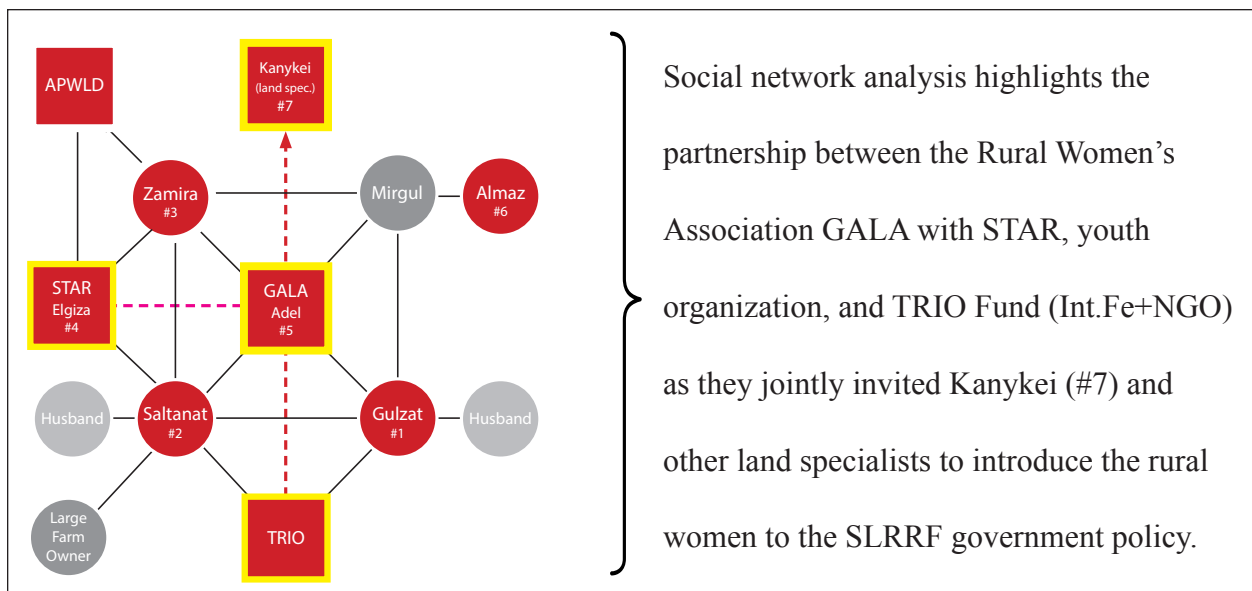 APWLD
Kanykei
(land spec.)
#7
Zamira
#3
Mirgul
Almaz
#6
STAR
Elgiza
#4
GALA
Adel
#5
Husband
Saltanat
#2
Gulzat
#1
Husband
Large
Farm
Owner
TRIO
Social network analysis highlights the
partnership between the Rural Women’s
Association GALA with STAR, youth
organization, and TRIO Fund (Int.Fe+NGO)
as they jointly invited Kanykei (#7) and
other land specialists to introduce the rural
women to the SLRRF government policy.